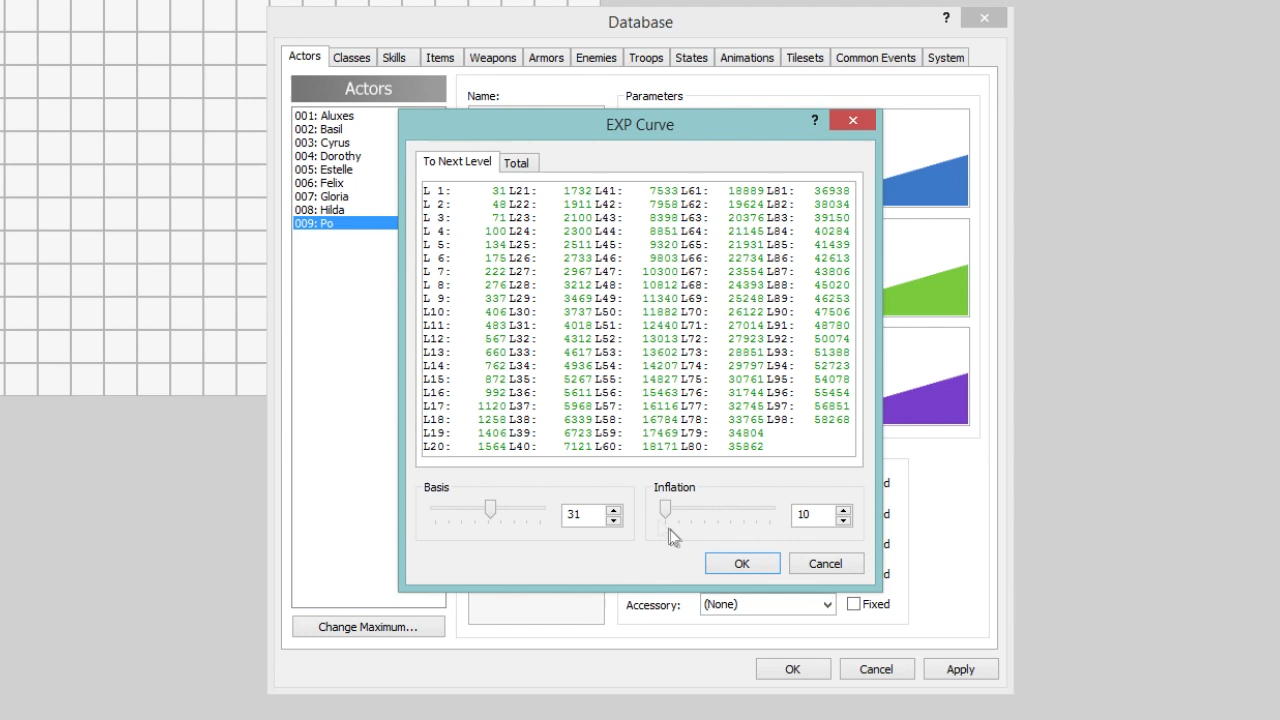 Database
?
Actors Classes Skills Items Weapons Armors Enemies Troops States Animations Tilesets Common Events System
Actors
001: Aluxes
002: Basil
003: Cyrus
004: Dorothy
005: Estelle
006: Felix
007: Gloria
008: Hilda
009: Po
Change Maximum...
Name:
Parameters
EXP Curve
?
To Next Level Total
L 1: 31 L21: 1732 L41: 7533 L61: 18889 L81: 36938
L 2: 48 L22: 1911 L42: 7958 L62: 19624 L82: 38034
L 3: 71 L23: 2100 L43: 8398 L63: 20376 L83: 39150
L 4: 100 L24: 2300 L44: 8851 L64: 21145 L84: 40284
L 5: 134 L25: 2511 L45: 9320 L65: 21931 L85: 41439
L 6: 175 L26: 2733 L46: 9803 L66: 22734 L86: 42613
L 7: 222 L27: 2967 L47: 10300 L67: 23554 L87: 43806
L 8: 276 L28: 3212 L48: 10812 L68: 24393 L88: 45020
L 9: 337 L29: 3469 L49: 11340 L69: 25248 L89: 46253
L10: 406 L30: 3737 L50: 11882 L70: 26122 L90: 47506
L11: 483 L31: 4018 L51: 12440 L71: 27014 L91: 48780
L12: 567 L32: 4312 L52: 13013 L72: 27923 L92: 50074
L13: 660 L33: 4617 L53: 13602 L73: 28851 L93: 51388
L14: 762 L34: 4936 L54: 14207 L74: 29797 L94: 52723
L15: 872 L35: 5267 L55: 14827 L75: 30761 L95: 54078
L16: 992 L36: 5611 L56: 15463 L76: 31744 L96: 55454
L17: 1120 L37: 5968 L57: 16116 L77: 32745 L97: 56851
L18: 1258 L38: 6339 L58: 16784 L78: 33765 L98: 58268
L19: 1406 L39: 6723 L59: 17469 L79: 34804
L20: 1564 L40: 7121 L60: 18171 L80: 35862
Basis
31
Inflation
10
OK Cancel
d
d
d
d
Accessory: (None) Fixed
OK Cancel Apply